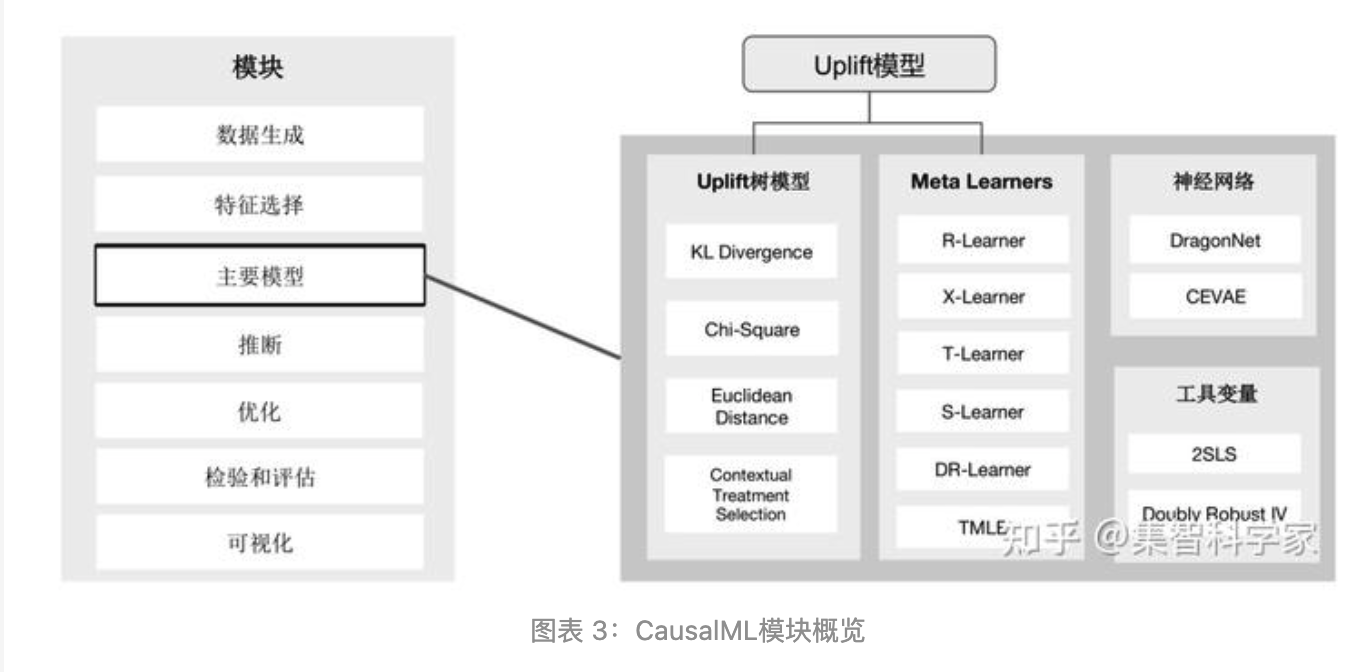 模块
数据生成
特征选择
主要模型
推断
优化
检验和评估
可视化
Uplift模型
Uplift树模型
KL Divergence
Chi-Square
Euclidean
Distance
Contextual
Treatment
Selection
Meta Learners
R-Learner
X-Learner
T-Learner
S-Learner
DR-Learner
TMLE
神经网络
DragonNet
CEVAE
工具变量
2SLS
Doubly Robust IV
知乎 @集智科学家
图表 3：CausalML模块概览